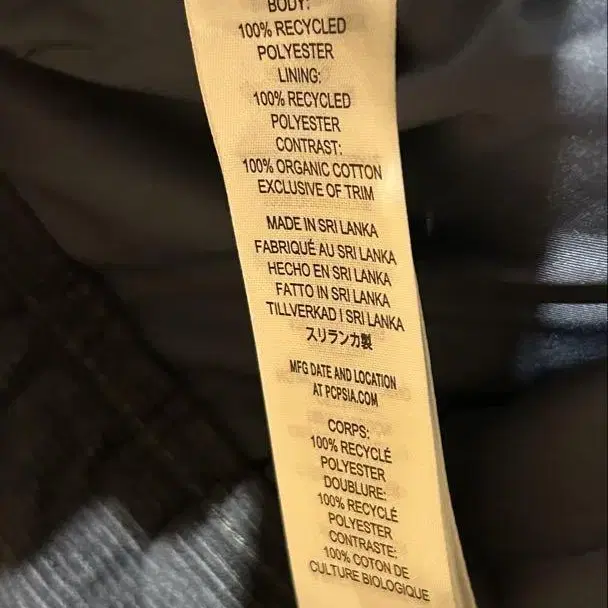 BODY:
100% RECYCLED
POLYESTER
LINING:
100% RECYCLED
POLYESTER
CONTRAST:
100% ORGANIC COTTON
EXCLUSIVE OF TRIM
MADE IN SRI LANKA
FABRIQUÉ AU SRI LANKA
HECHO EN SRI LANKA
FATTO IN SRI LANKA
TILLVERKAD I SRI LANKA
スリランカ製
MFG DATE AND LOCATION
AT PCPSIA.COM
CORPS:
100% RECYCLÉ
POLYESTER
DOUBLURE:
100% RECYCLÉ
POLYESTER
CONTRASTE:
100% COTON DE
CULTURE BIOLOGIQUE